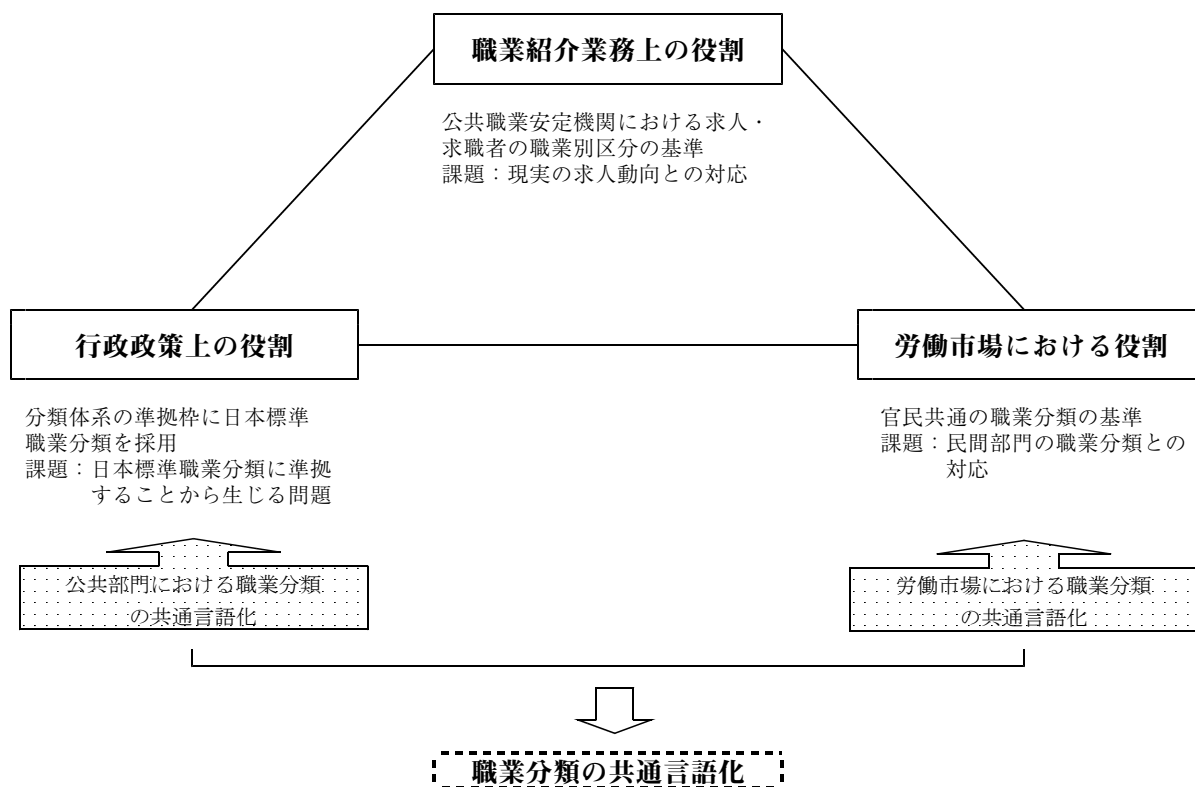 職業紹介業務上の役割
公共職業安定機関における求人・
求職者の職業別区分の基準
課題：現実の求人動向との対応
行政政策上の役割
分類体系の準拠枠に日本標準
職業分類を採用
課題：日本標準職業分類に準拠
することから生じる問題
労働市場における役割
官民共通の職業分類の基準
課題：民間部門の職業分類との
対応
公共部門における職業分類
の共通言語化
労働市場における職業分類
の共通言語化
職業分類の共通言語化